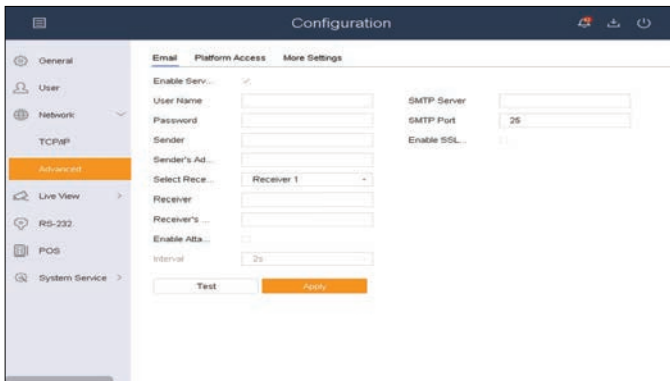 Configuration
General
User
Network
TCP/IP
Advanced
Live View
RS-232
POS
System Service
Email Platform Access More Settings
Enable Serv...
User Name SMTP Server
Password SMTP Port 25
Sender Enable SSL...
Sender's Ad...
Select Rece... Receiver 1
Receiver
Receiver's ...
Enable Atta...
Interval 2s
Test Apply